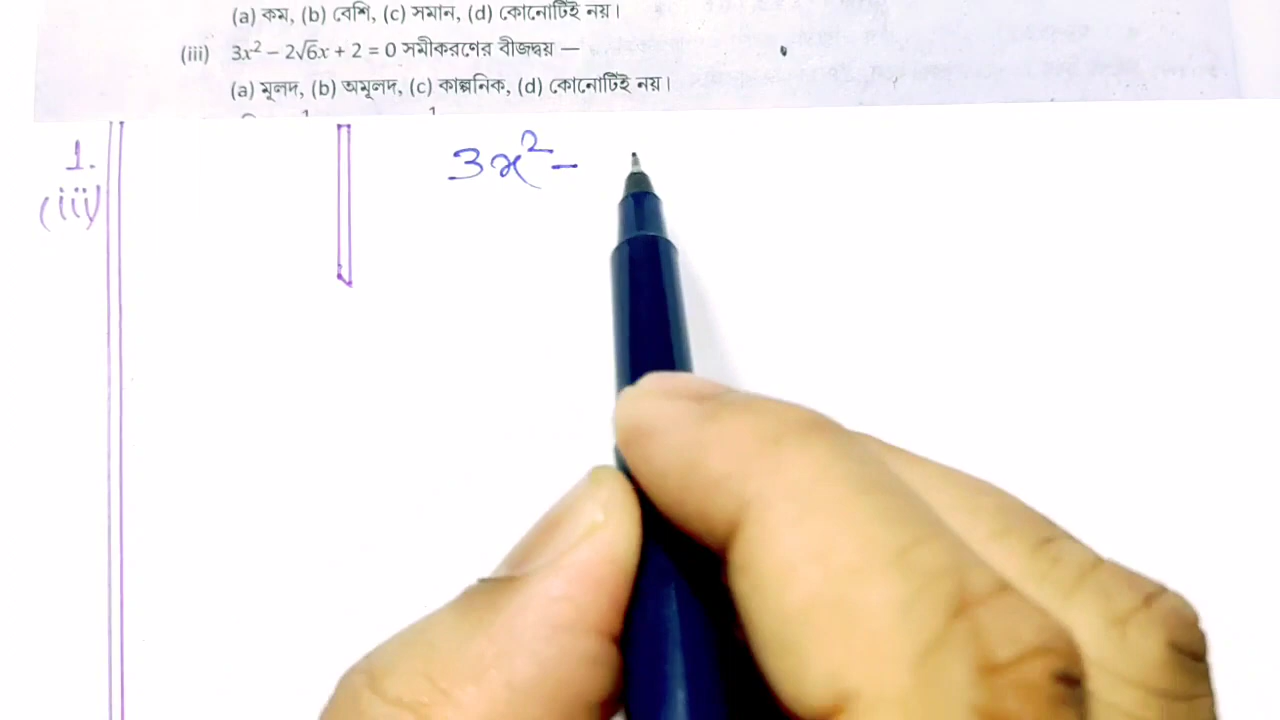 (a) কম, (b) বেশি, (c) সমান, (d) কোনোটিই নয়।
(iii) 3x² − 2√6x + 2 = 0 সমীকরণের বীজদ্বয় —
(a) মূলদ, (b) অমূলদ, (c) কাল্পনিক, (d) কোনোটিই নয়।
1.
(iii)
3x² −